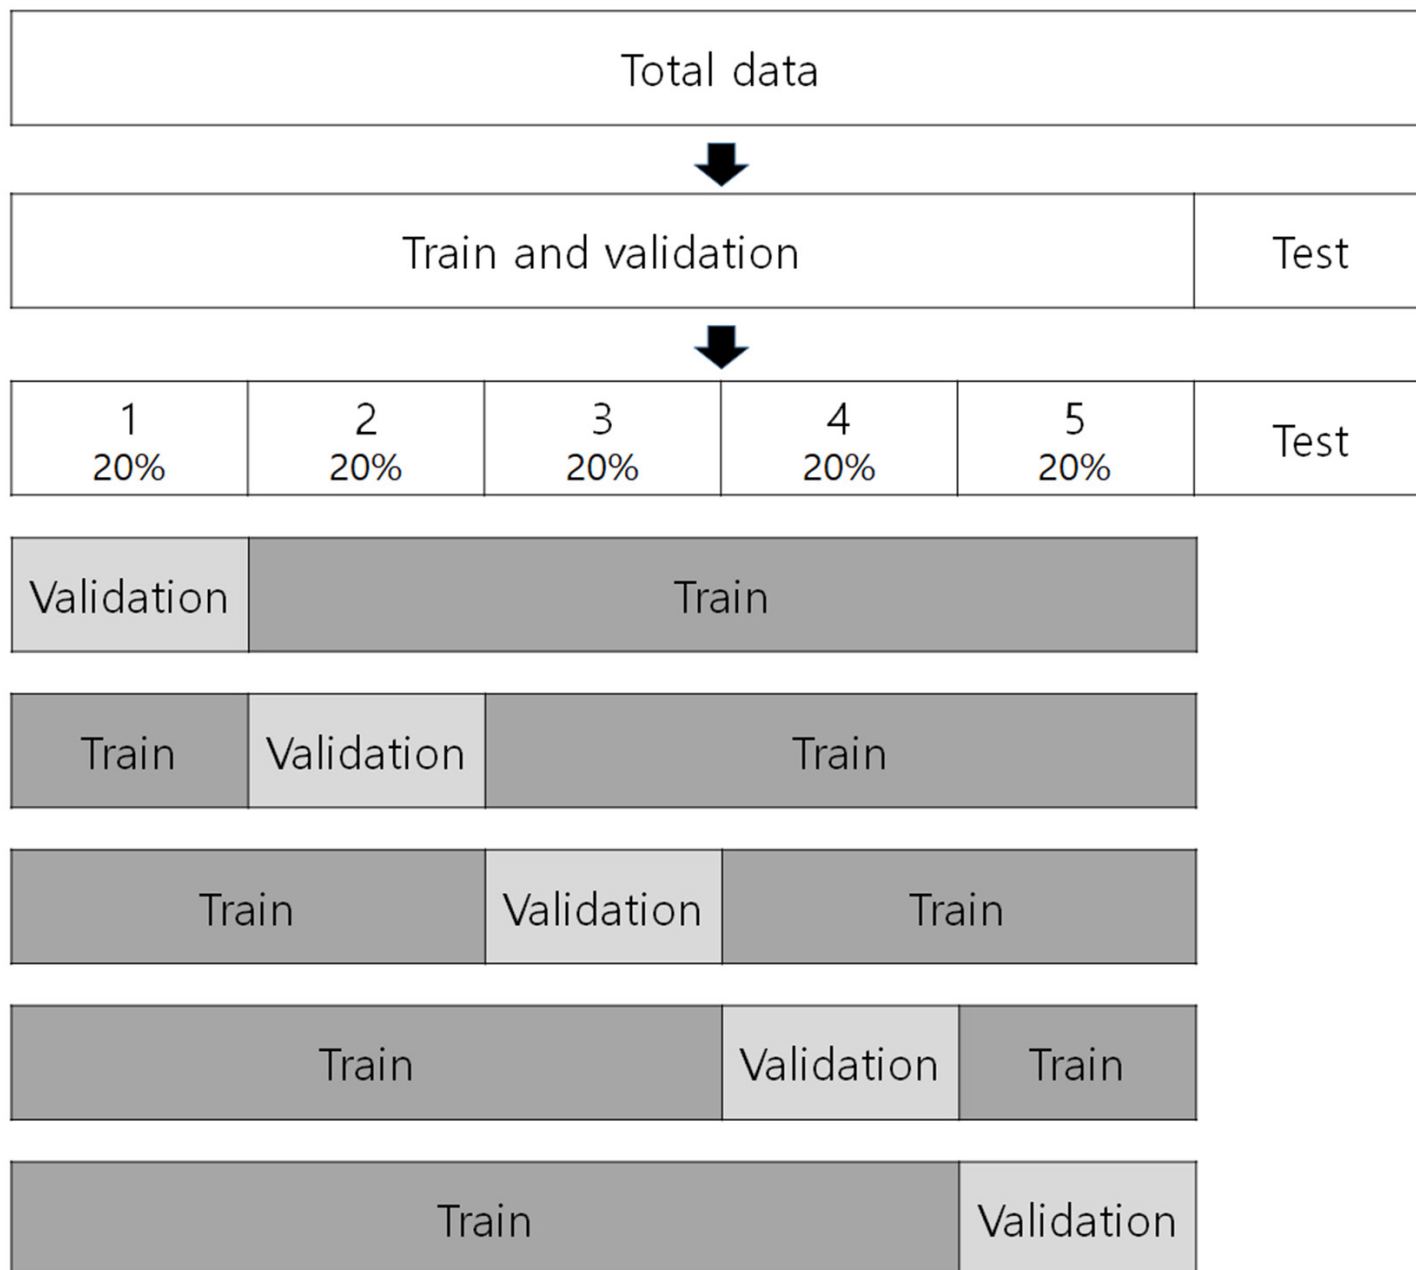 Total data
Train and validation Test
1 2 3 4 5 Test
20% 20% 20% 20% 20%
Validation Train
Train Validation Train
Train Validation Train
Train Validation Train
Train Validation